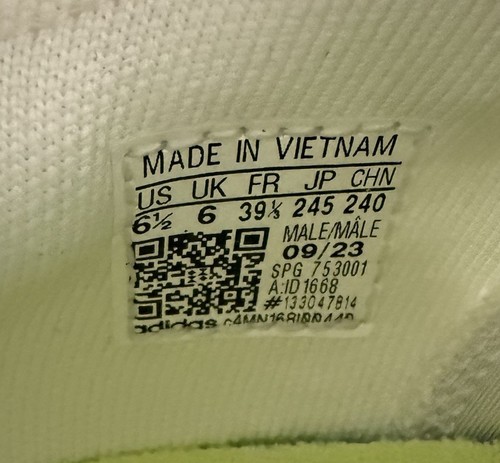 MADE IN VIETNAM
US UK FR JP CHN
6½ 6 39⅓ 245 240
MALE/MÂLE
09/23
SPG 753001
A:ID1668
#133047814
adidas